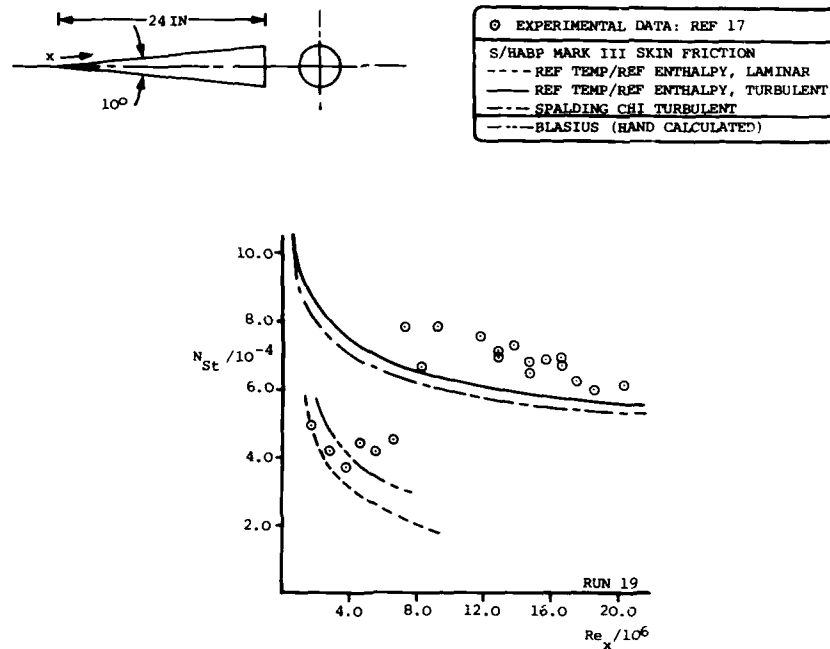 24 IN
x
10°
EXPERIMENTAL DATA: REF 17
S/HABP MARK III SKIN FRICTION
REF TEMP/REF ENTHALPY, LAMINAR
REF TEMP/REF ENTHALPY, TURBULENT
SPALDING CHI TURBULENT
BLASIUS (HAND CALCULATED)
10.0
8.0
N_St/10^-4
6.0
4.0
2.0
RUN 19
4.0 8.0 12.0 16.0 20.0
Re_x/10^6